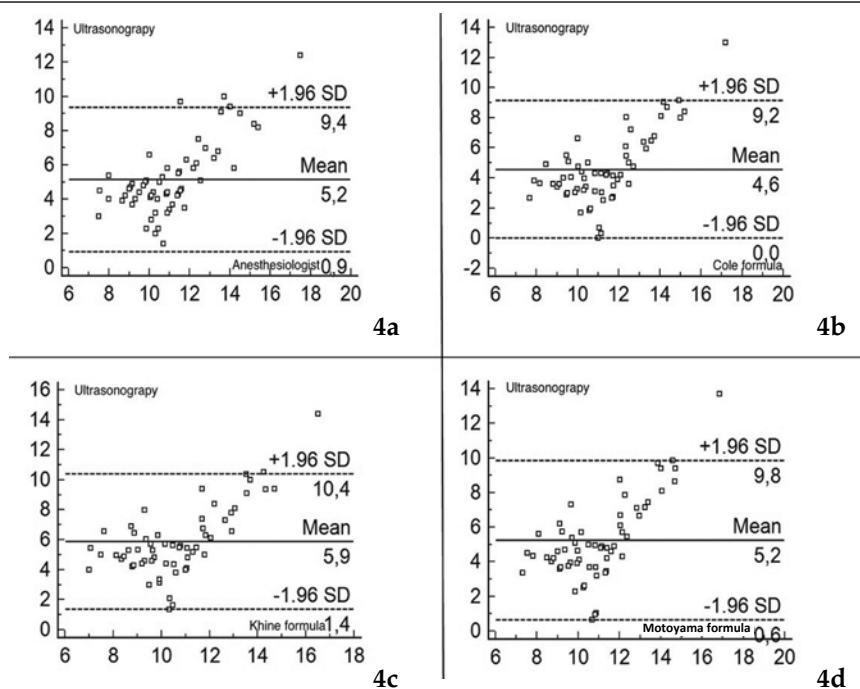 14
12
10
8
6
4
2
0
Ultrasonograpy
+1.96 SD
9,4
Mean
5,2
-1.96 SD
0,9
Anesthesiologist
6 8 10 12 14 16 18 20
4a
14
12
10
8
6
4
2
0
-2
Ultrasonograpy
+1.96 SD
9,2
Mean
4,6
-1.96 SD
0,0
Cole formula
6 8 10 12 14 16 18 20
4b
16
14
12
10
8
6
4
2
0
Ultrasonograpy
+1.96 SD
10,4
Mean
5,9
-1.96 SD
1,4
Khine formula
6 8 10 12 14 16 18
4c
14
12
10
8
6
4
2
0
Ultrasonograpy
+1.96 SD
9,8
Mean
5,2
-1.96 SD
0,6
Motoyama formula
6 8 10 12 14 16 18 20
4d